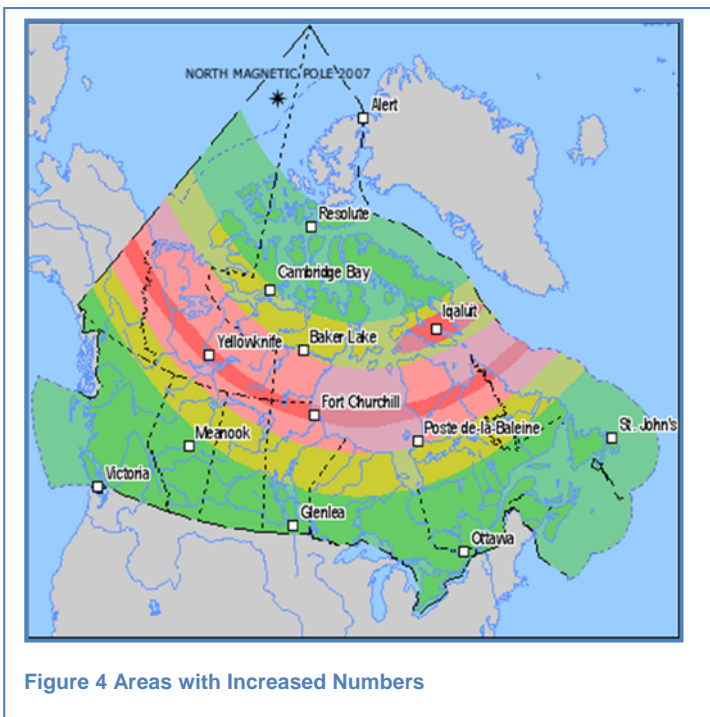 NORTH MAGNETIC POLE 2007
Alert
Resolute
Cambridge Bay
Iqaluit
Baker Lake
Yellowknife
Fort Churchill
Poste-de-la-Baleine
St. John's
Meanook
Victoria
Glenlea
Ottawa
Figure 4 Areas with Increased Numbers